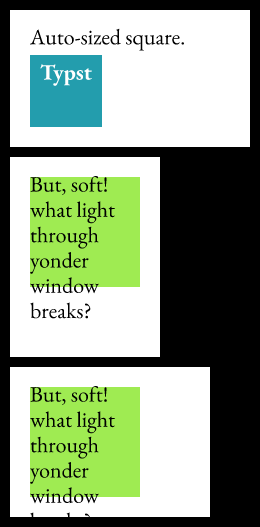 Auto-sized square.
Typst
But, soft!
what light
through
yonder
window
breaks?
But, soft!
what light
through
yonder
window